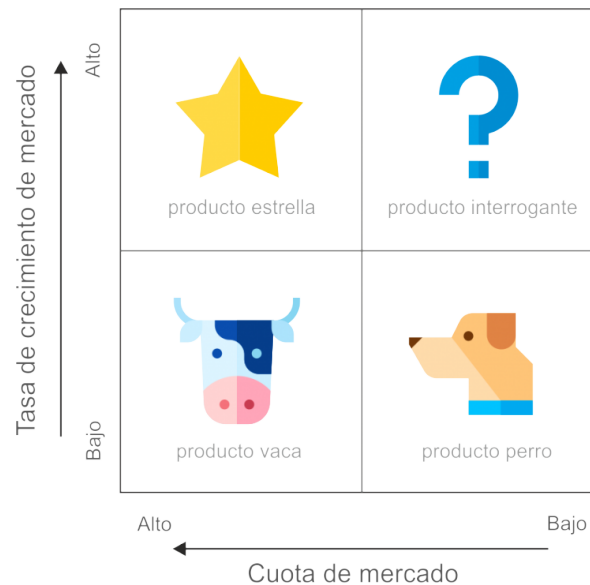 Tasa de crecimiento de mercado
Alto
Bajo
producto estrella
producto interrogante
producto vaca
producto perro
Alto
Bajo
Cuota de mercado